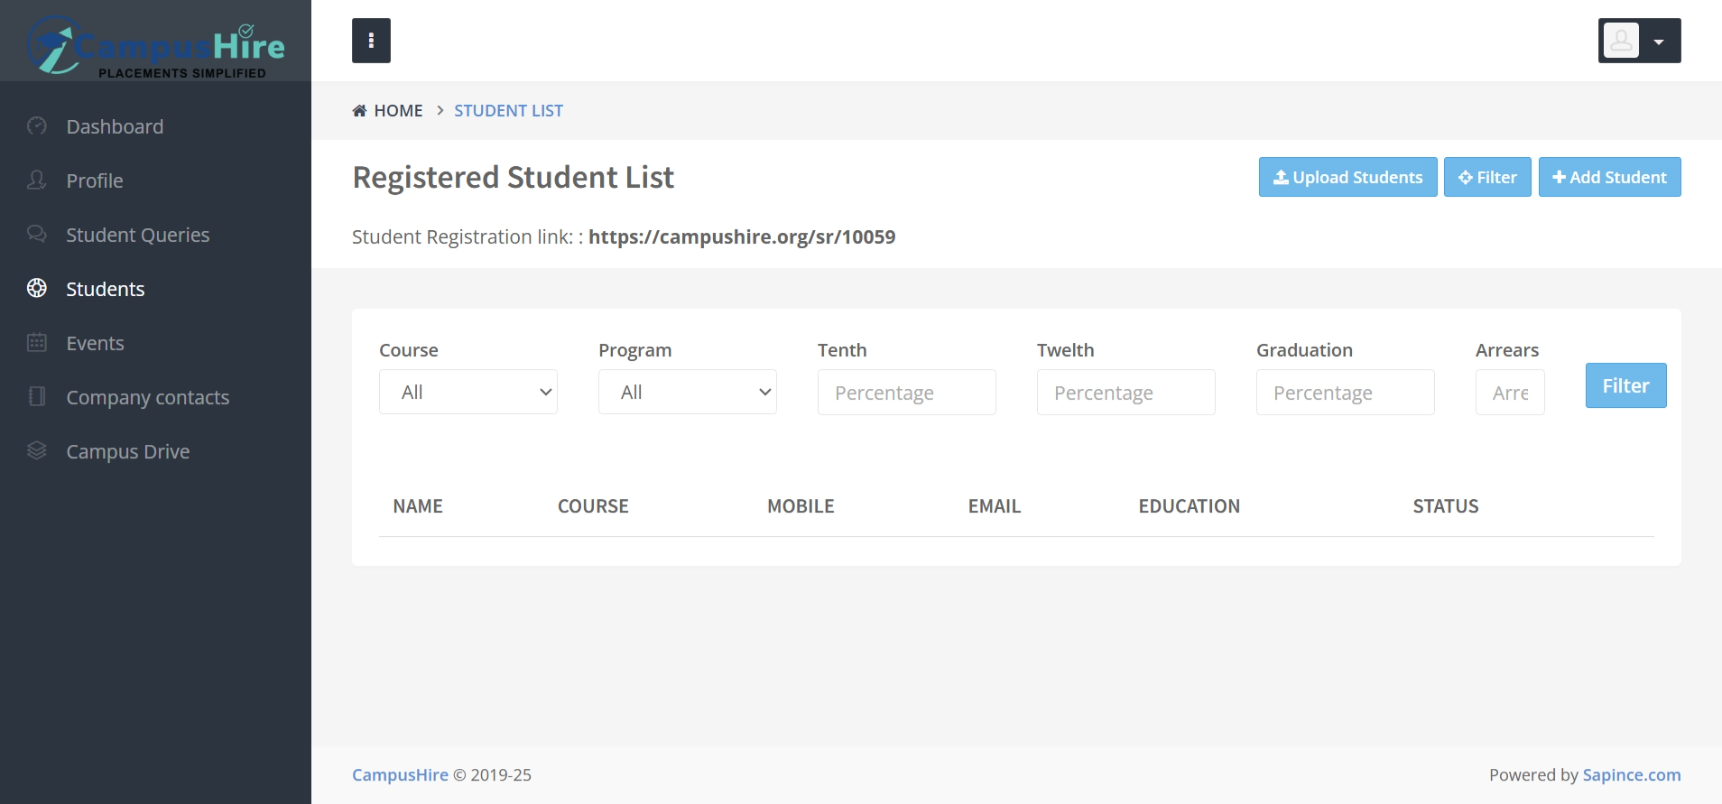 CampusHire
PLACEMENTS SIMPLIFIED
Dashboard
Profile
Student Queries
Students
Events
Company contacts
Campus Drive
HOME > STUDENT LIST
Registered Student List
Upload Students
Filter
Add Student
Student Registration link: : https://campushire.org/sr/10059
Course
Program
Tenth
Twelth
Graduation
Arrears
All
All
Percentage
Percentage
Percentage
Arre
Filter
NAME COURSE MOBILE EMAIL EDUCATION STATUS
CampusHire © 2019-25
Powered by Sapince.com